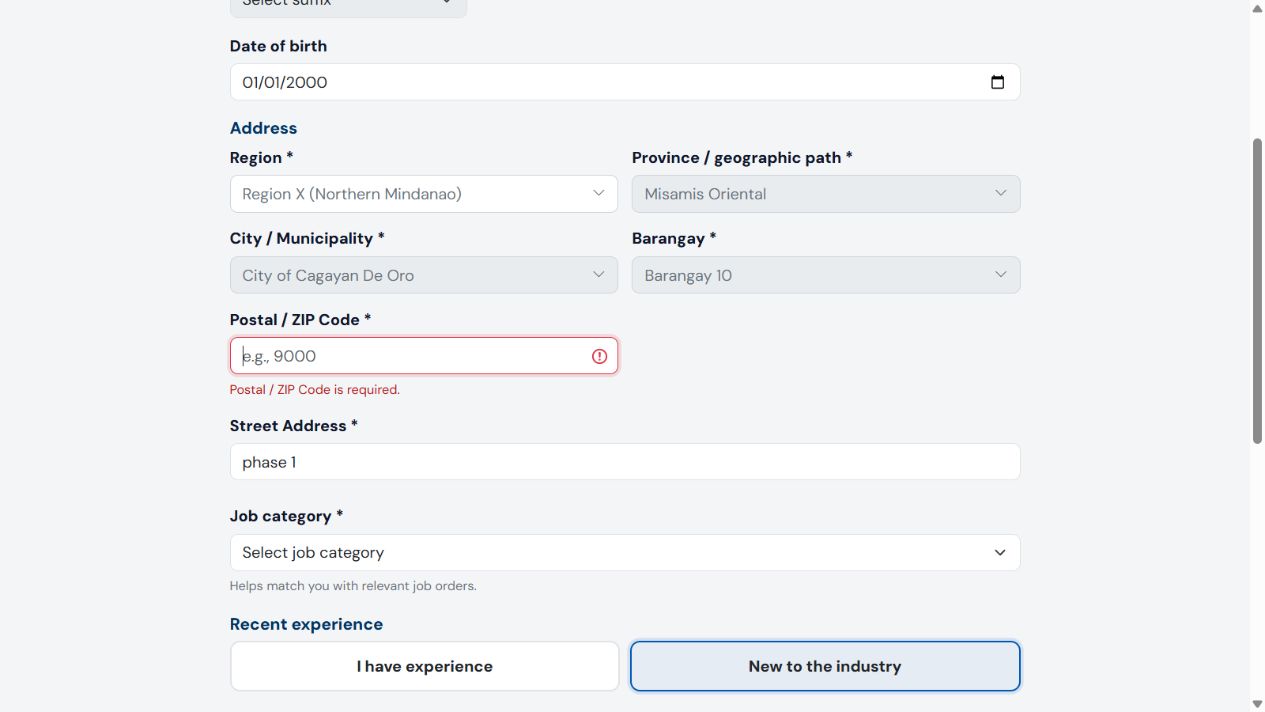 Select suffix
Date of birth
01/01/2000
Address
Region *
Province / geographic path *
Region X (Northern Mindanao)
Misamis Oriental
City / Municipality *
Barangay *
City of Cagayan De Oro
Barangay 10
Postal / ZIP Code *
e.g., 9000
Postal / ZIP Code is required.
Street Address *
phase 1
Job category *
Select job category
Helps match you with relevant job orders.
Recent experience
I have experience
New to the industry